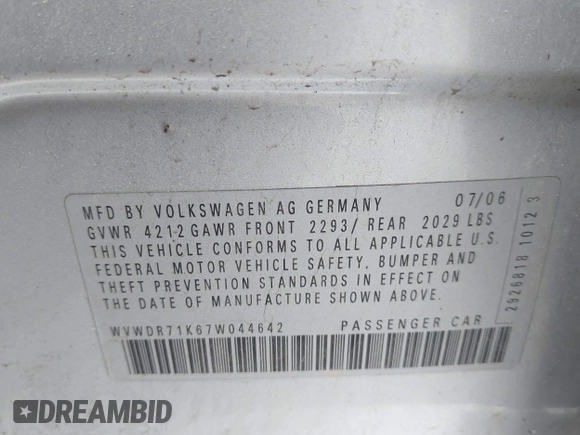 MFD BY VOLKSWAGEN AG GERMANY 07/06
GVWR 4212 GAWR FRONT 2293/ REAR 2029 LBS
THIS VEHICLE CONFORMS TO ALL APPLICABLE U.S.
FEDERAL MOTOR VEHICLE SAFETY, BUMPER AND
THEFT PREVENTION STANDARDS IN EFFECT ON
THE DATE OF MANUFACTURE SHOWN ABOVE.
WVWDR71K67W044642 PASSENGER CAR
2926818 1012 3
DREAMBID